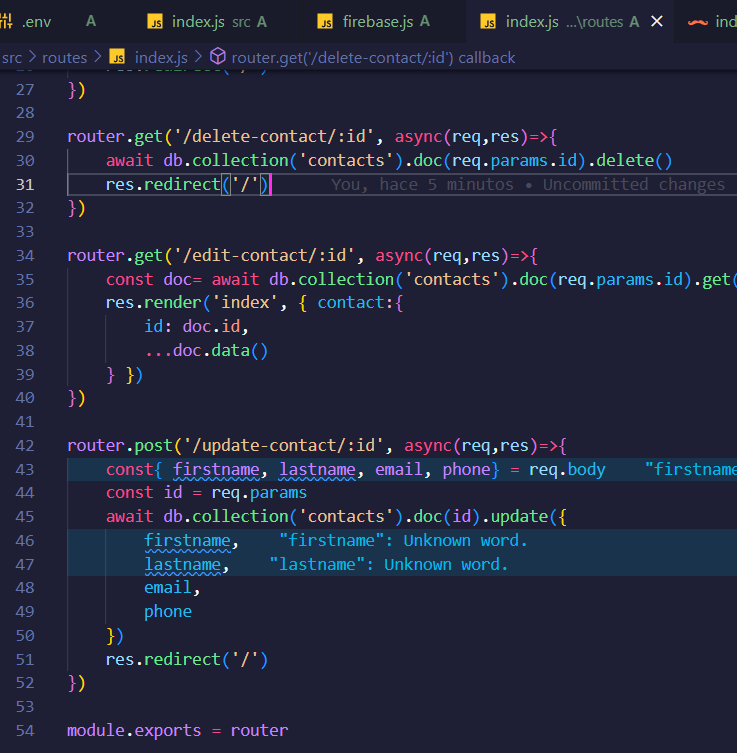 .env A index.js src A firebase.js A index.js ...\routes A ind
src > routes > index.js > router.get('/delete-contact/:id') callback
27 })
28
29 router.get('/delete-contact/:id', async(req,res)=>{
30 await db.collection('contacts').doc(req.params.id).delete()
31 res.redirect('/') You, hace 5 minutos • Uncommitted changes
32 })
33
34 router.get('/edit-contact/:id', async(req,res)=>{
35 const doc= await db.collection('contacts').doc(req.params.id).get(
36 res.render('index', { contact:{
37 id: doc.id,
38 ...doc.data()
39 } })
40 })
41
42 router.post('/update-contact/:id', async(req,res)=>{
43 const{ firstname, lastname, email, phone} = req.body "firstname
44 const id = req.params
45 await db.collection('contacts').doc(id).update({
46 firstname, "firstname": Unknown word.
47 lastname, "lastname": Unknown word.
48 email,
49 phone
50 })
51 res.redirect('/')
52 })
53
54 module.exports = router